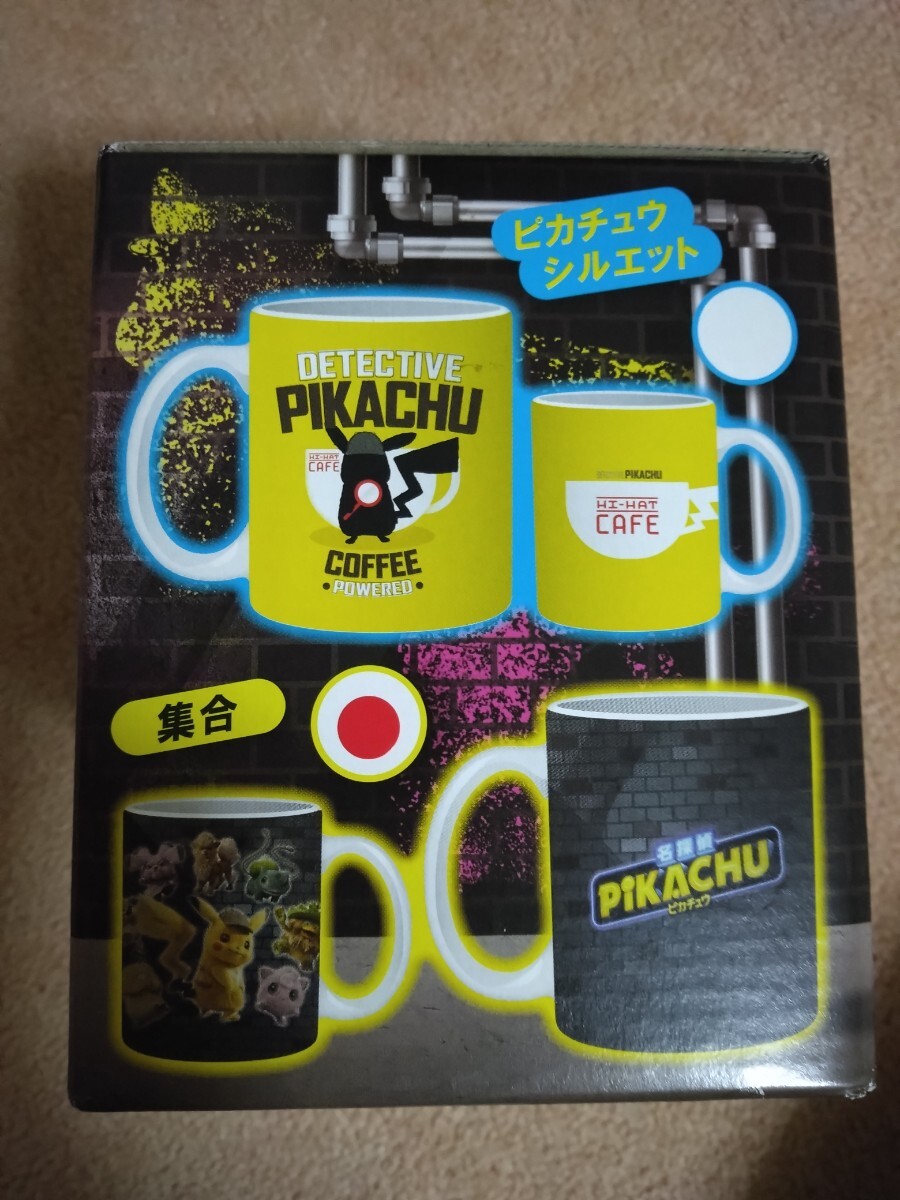 ピカチュウ
シルエット
DETECTIVE
PIKACHU
HI-HAT
CAFE
COFFEE
•POWERED•
PIKACHU
HI-HAT
CAFE
集合
名探偵
PiKACHU
ピカチュウ